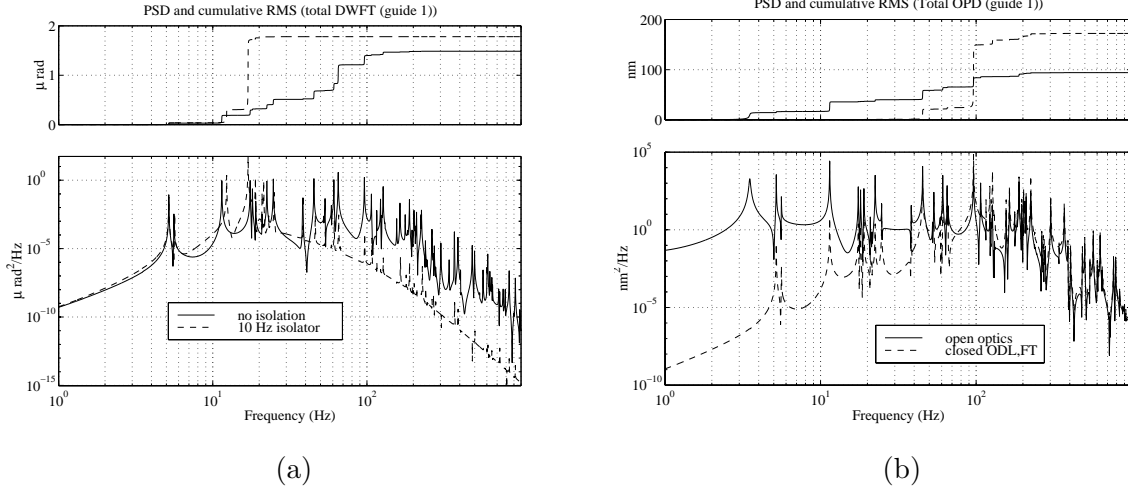 PSD and cumulative RMS (total DWFT (guide 1))
2
1
0
μ rad
10^0
10^-5
10^-10
10^-15
μ rad^2/Hz
no isolation
10 Hz isolator
10^0
10^1
10^2
Frequency (Hz)
(a)
PSD and cumulative RMS (Total OPD (guide 1))
200
100
0
nm
10^5
10^0
10^-5
10^-10
nm^2/Hz
open optics
closed ODL,FT
10^0
10^1
10^2
Frequency (Hz)
(b)